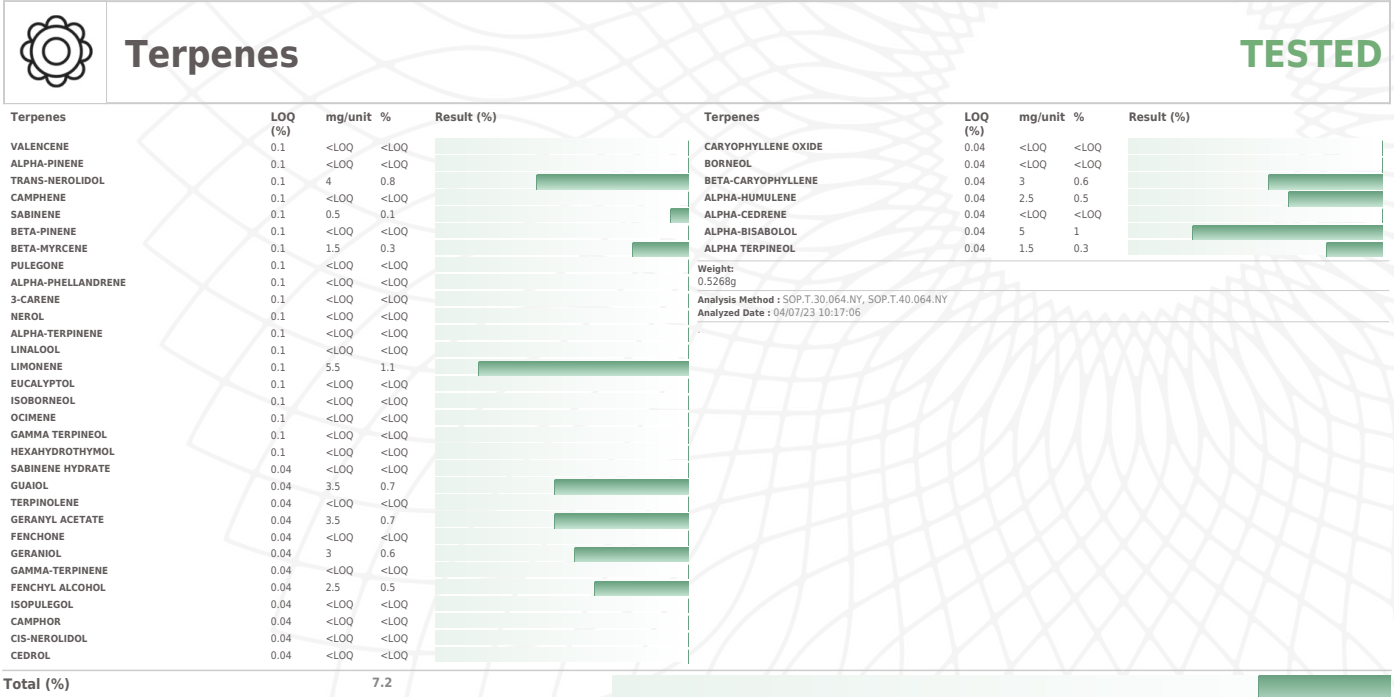 Terpenes
TESTED
Terpenes LOQ (%) mg/unit % Result (%)
VALENCENE 0.1 <LOQ <LOQ
ALPHA-PINENE 0.1 <LOQ <LOQ
TRANS-NEROLIDOL 0.1 4 0.8
CAMPHENE 0.1 <LOQ <LOQ
SABINENE 0.1 0.5 0.1
BETA-PINENE 0.1 <LOQ <LOQ
BETA-MYRCENE 0.1 1.5 0.3
PULEGONE 0.1 <LOQ <LOQ
ALPHA-PHELLANDRENE 0.1 <LOQ <LOQ
3-CARENE 0.1 <LOQ <LOQ
NEROL 0.1 <LOQ <LOQ
ALPHA-TERPINENE 0.1 <LOQ <LOQ
LINALOOL 0.1 <LOQ <LOQ
LIMONENE 0.1 5.5 1.1
EUCALYPTOL 0.1 <LOQ <LOQ
ISOBORNEOL 0.1 <LOQ <LOQ
OCIMENE 0.1 <LOQ <LOQ
GAMMA TERPINEOL 0.1 <LOQ <LOQ
HEXAHYDROTHYMOL 0.1 <LOQ <LOQ
SABINENE HYDRATE 0.04 <LOQ <LOQ
GUAIOL 0.04 3.5 0.7
TERPINOLENE 0.04 <LOQ <LOQ
GERANYL ACETATE 0.04 3.5 0.7
FENCHONE 0.04 <LOQ <LOQ
GERANIOL 0.04 3 0.6
GAMMA-TERPINENE 0.04 <LOQ <LOQ
FENCHYL ALCOHOL 0.04 2.5 0.5
ISOPULEGOL 0.04 <LOQ <LOQ
CAMPHOR 0.04 <LOQ <LOQ
CIS-NEROLIDOL 0.04 <LOQ <LOQ
CEDROL 0.04 <LOQ <LOQ
Terpenes LOQ (%) mg/unit % Result (%)
CARYOPHYLLENE OXIDE 0.04 <LOQ <LOQ
BORNEOL 0.04 <LOQ <LOQ
BETA-CARYOPHYLLENE 0.04 3 0.6
ALPHA-HUMULENE 0.04 2.5 0.5
ALPHA-CEDRENE 0.04 <LOQ <LOQ
ALPHA-BISABOLOL 0.04 5 1
ALPHA TERPINEOL 0.04 1.5 0.3
Weight:
0.5268g
Analysis Method : SOP.T.30.064.NY, SOP.T.40.064.NY
Analyzed Date : 04/07/23 10:17:06
Total (%) 7.2